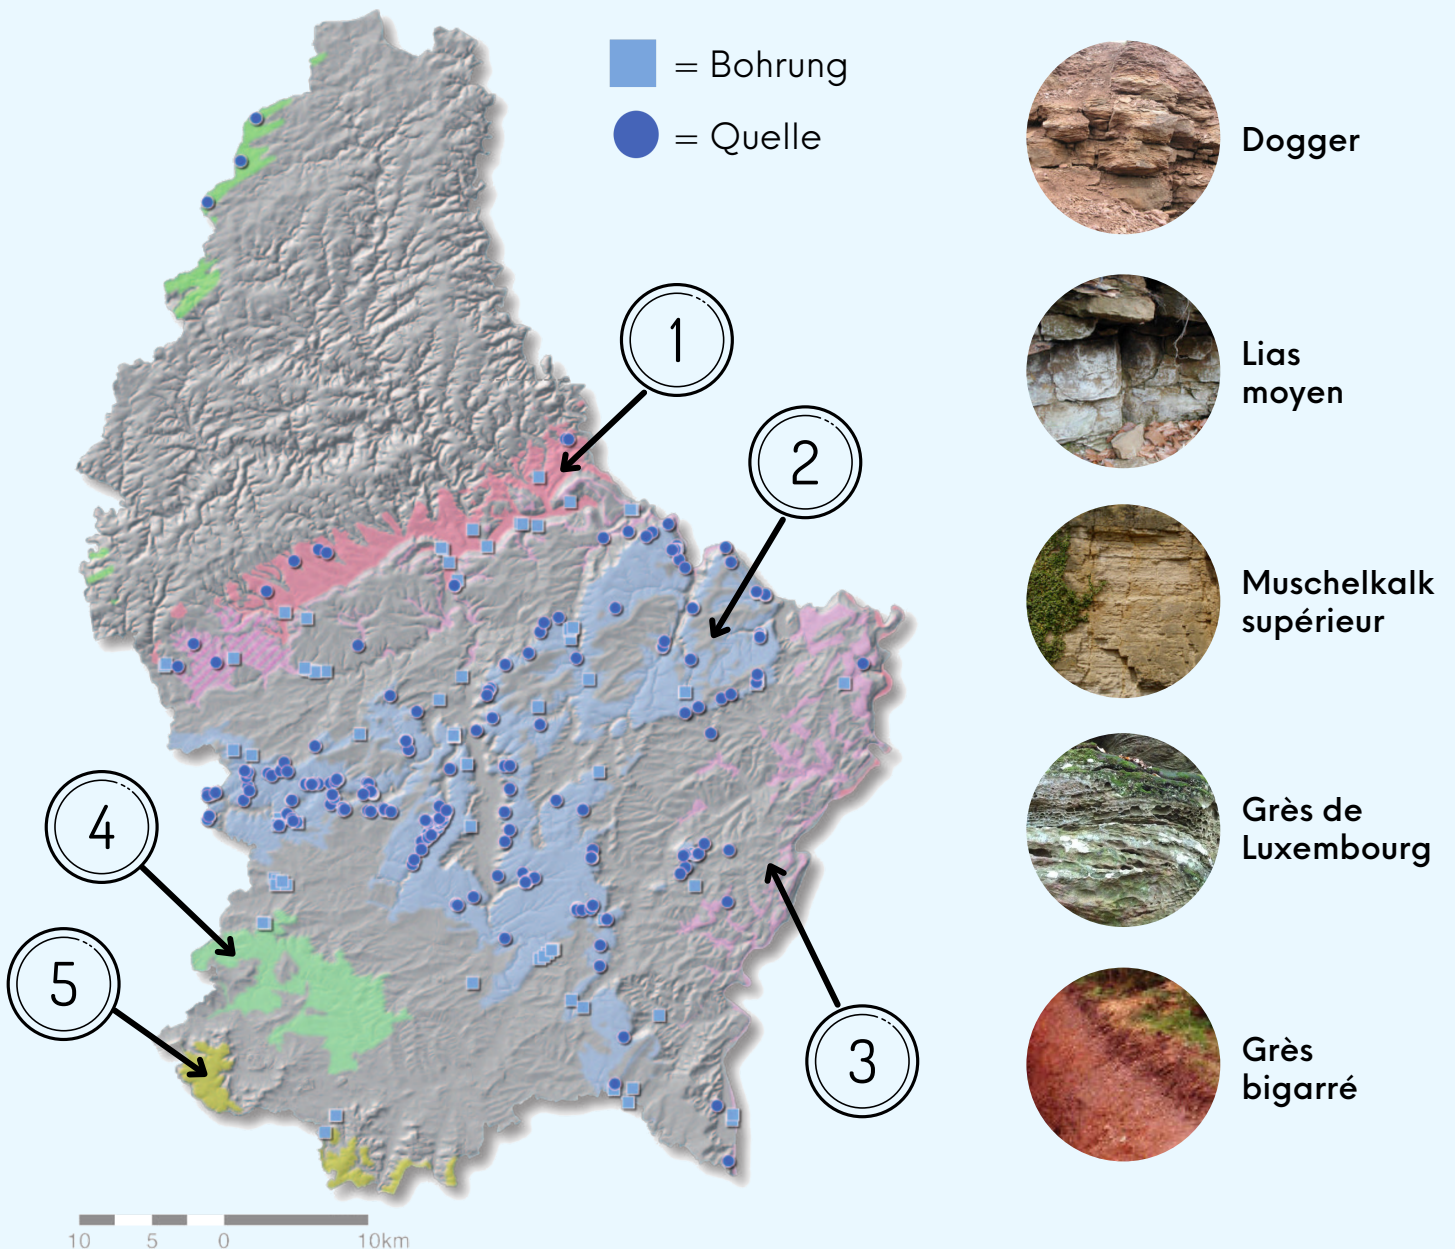 = Bohrung
= Quelle
Dogger
Lias
moyen
Muschelkalk
supérieur
Grès de
Luxembourg
Grès
bigarré
1
2
3
4
5
10 5 0 10km